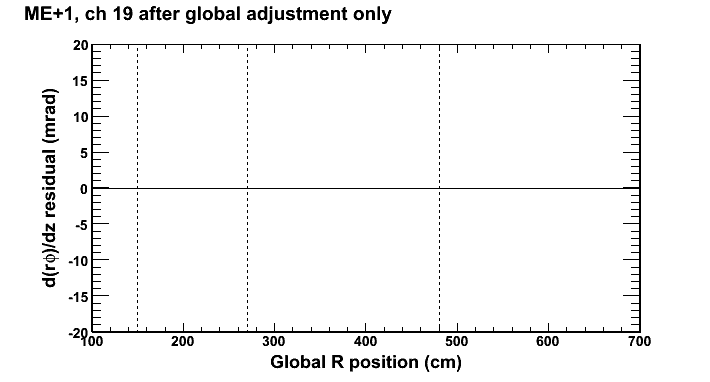 ME+1, ch 19 after global adjustment only
d(rϕ)/dz residual (mrad)
20
15
10
5
0
-5
-10
-15
-20
100 200 300 400 500 600 700
Global R position (cm)